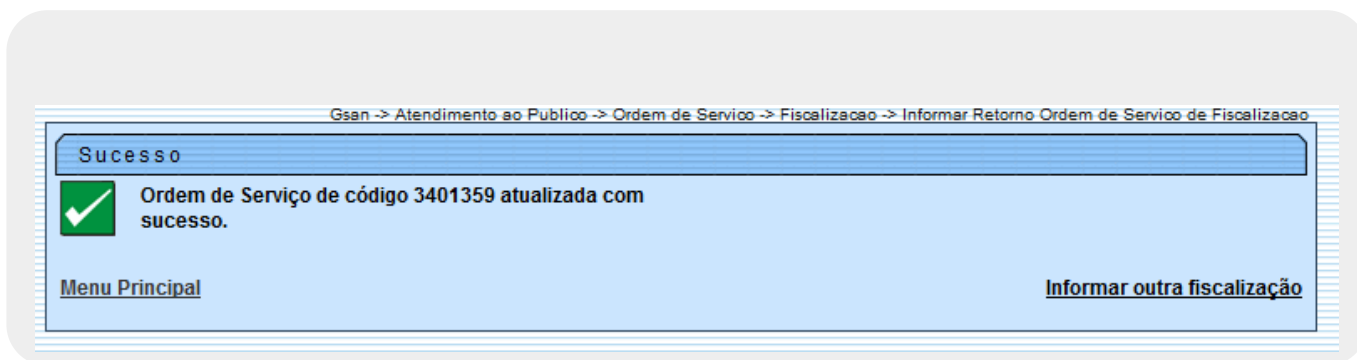 Gsan -> Atendimento ao Publico -> Ordem de Servico -> Fiscalizacao -> Informar Retorno Ordem de Servico de Fiscalizacao
Sucesso
Ordem de Serviço de código 3401359 atualizada com
sucesso.
Menu Principal
Informar outra fiscalização